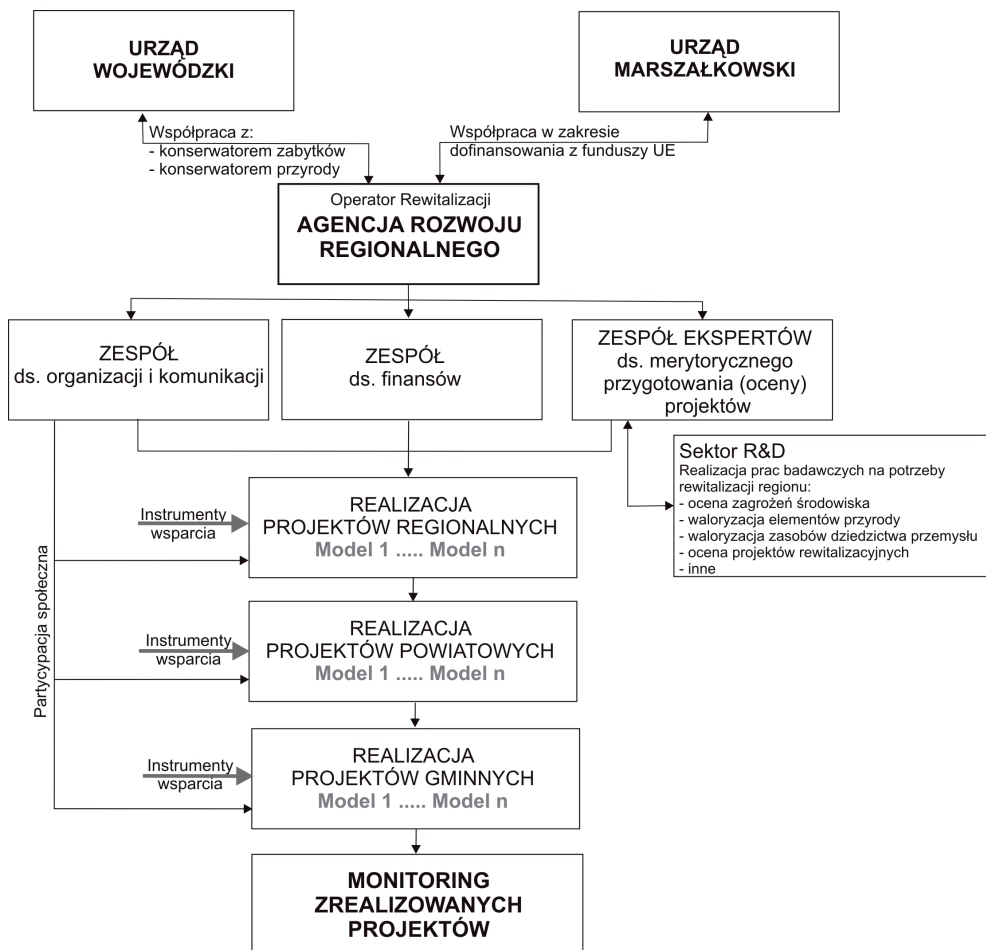 URZĄD
WOJEWÓDZKI
URZĄD
MARSZAŁKOWSKI
Współpraca z:
- konserwatorem zabytków
- konserwatorem przyrody
Współpraca w zakresie
dofinansowania z funduszy UE
Operator Rewitalizacji
AGENCJA ROZWOJU
REGIONALNEGO
ZESPÓŁ
ds. organizacji i komunikacji
ZESPÓŁ
ds. finansów
ZESPÓŁ EKSPERTÓW
ds. merytorycznego
przygotowania (oceny)
projektów
Sektor R&D
Realizacja prac badawczych na potrzeby
rewitalizacji regionu:
- ocena zagrożeń środowiska
- waloryzacja elementów przyrody
- waloryzacja zasobów dziedzictwa przemysłu
- ocena projektów rewitalizacyjnych
- inne
Partycypacja społeczna
Instrumenty
wsparcia
REALIZACJA
PROJEKTÓW REGIONALNYCH
Model 1 ..... Model n
Instrumenty
wsparcia
REALIZACJA
PROJEKTÓW POWIATOWYCH
Model 1 ..... Model n
Instrumenty
wsparcia
REALIZACJA
PROJEKTÓW GMINNYCH
Model 1 ..... Model n
MONITORING
ZREALIZOWANYCH
PROJEKTÓW